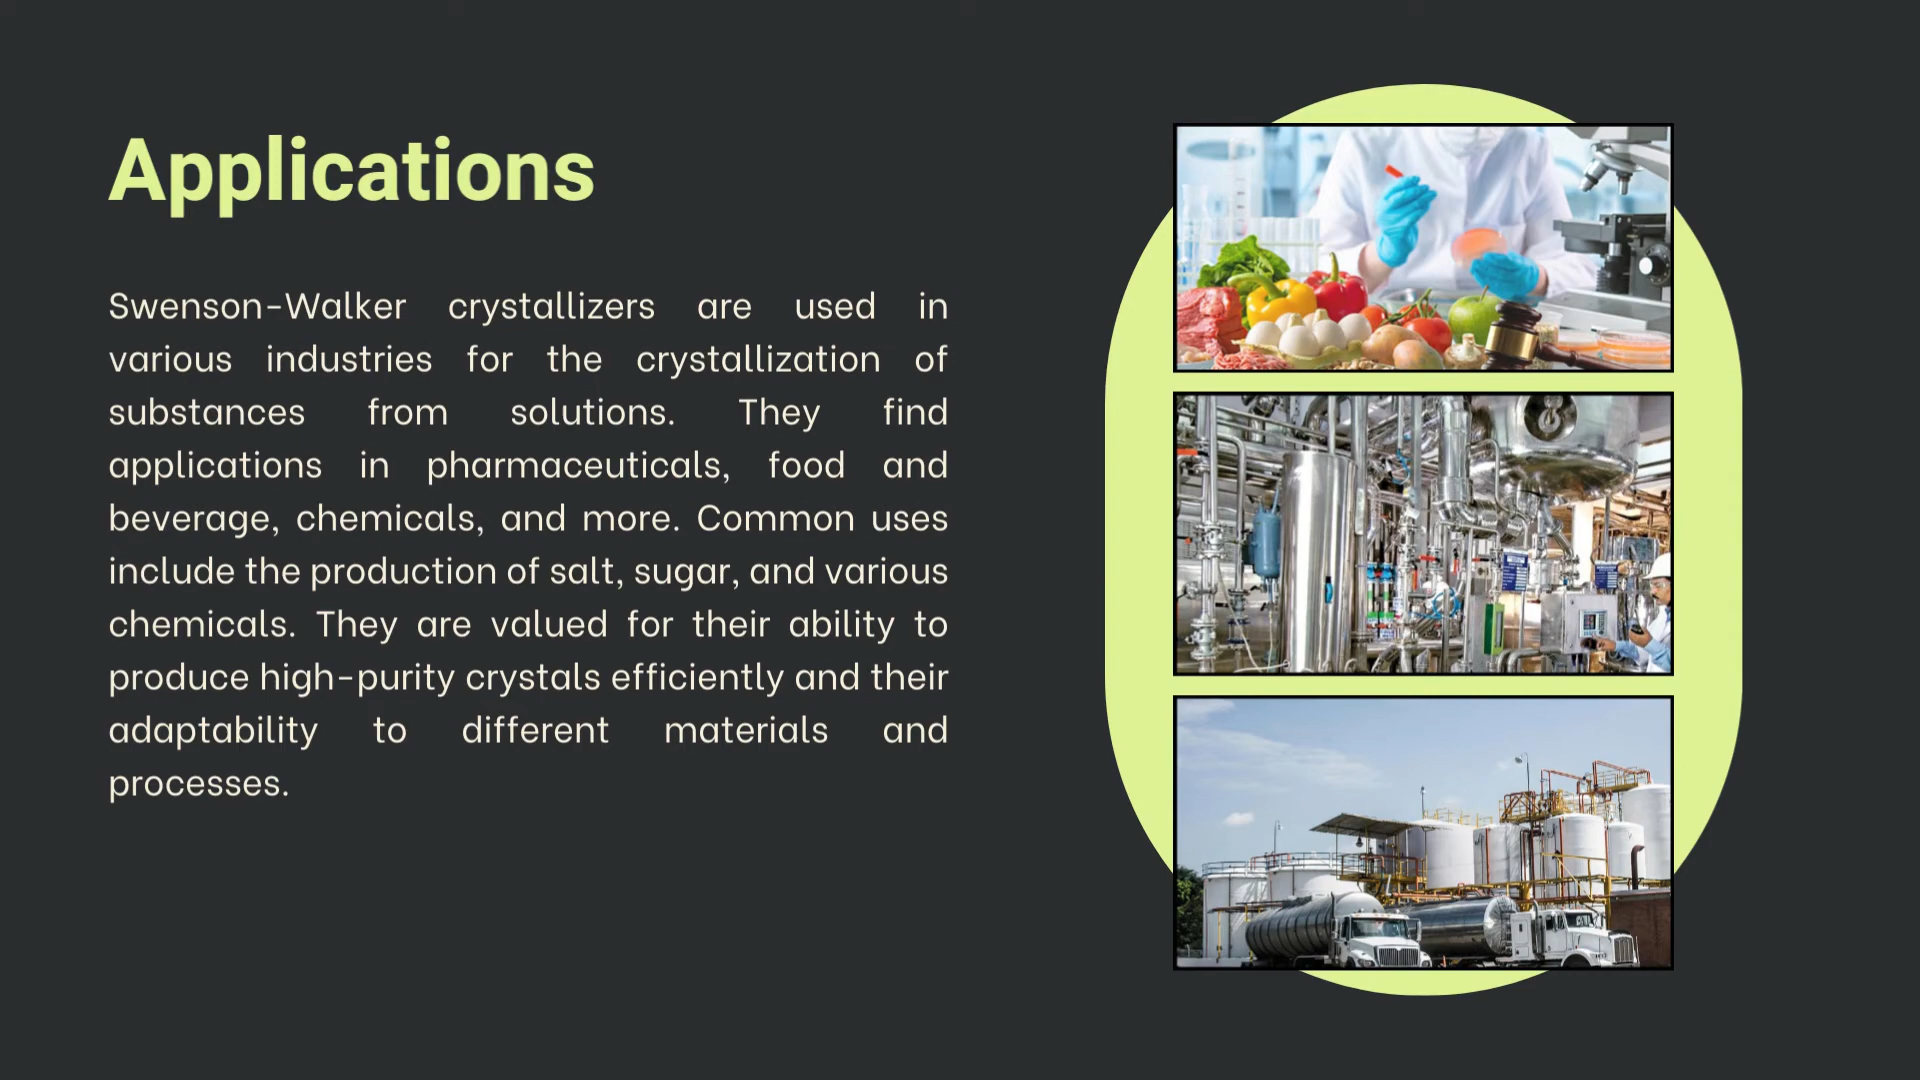 Applications
Swenson-Walker crystallizers are used in
various industries for the crystallization of
substances from solutions. They find
applications in pharmaceuticals, food and
beverage, chemicals, and more. Common uses
include the production of salt, sugar, and various
chemicals. They are valued for their ability to
produce high-purity crystals efficiently and their
adaptability to different materials and
processes.